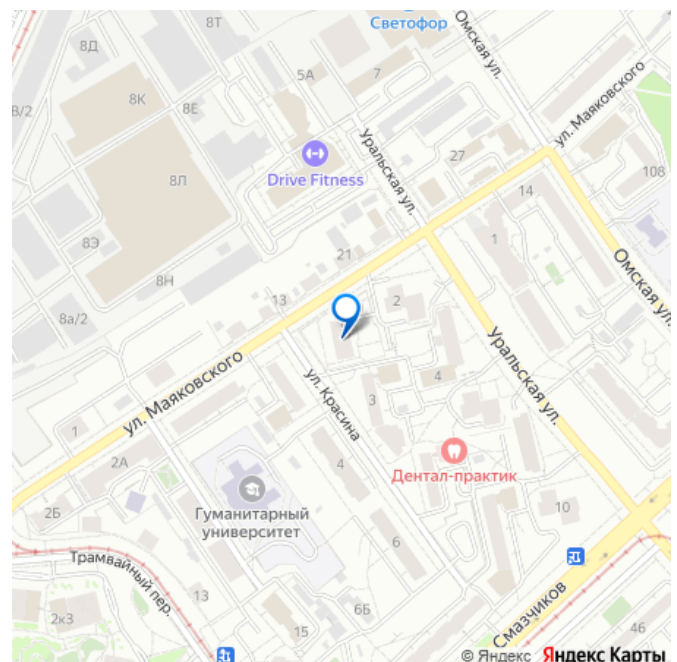 8Т
Светофор
8Д
Омская ул.
5А
7
8К
В/2
8Е
ул. Маяковского
Уральская ул.
27
Drive Fitness
108
8Л
14
1
8Э
21
Омская ул.
8Н
13
2
8а/2
Уральская ул.
ул. Маяковского
ул. Красина
4
3
1
2А
4
Дентал-практик
2Б
Гуманитарный
университет
10
6
Трамвайный пер.
13
Смазчиков
2к3
6Б
15
46
© Яндекс Яндекс Карты